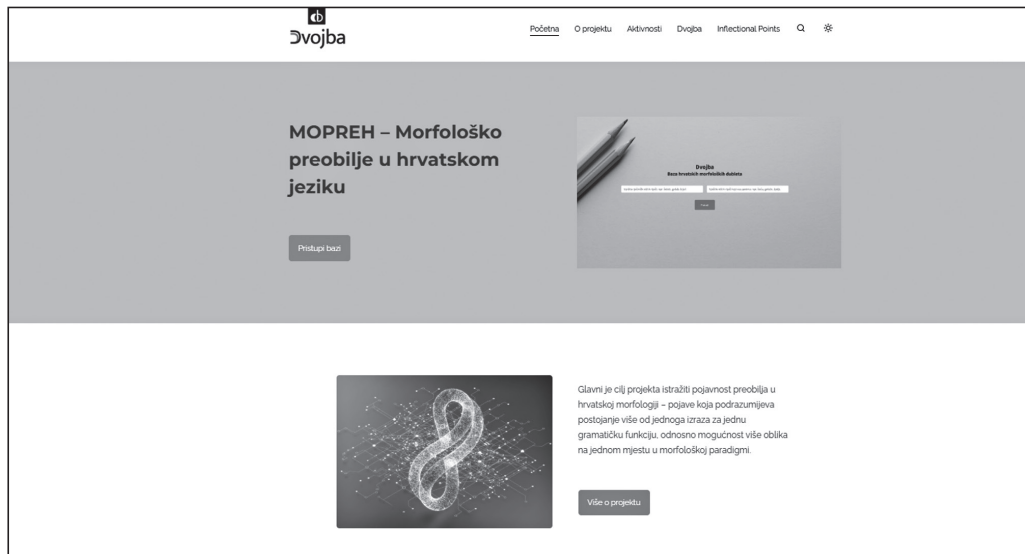 Dvojba
Početna O projektu Aktivnosti Dvojba Inflectional Points
MOPREH – Morfološko
preobilje u hrvatskom
jeziku
Pristupi bazi
Dvojba
Baza hrvatskih morfoloških dubleta
Glavni je cilj projekta istražiti pojavnost preobilja u
hrvatskoj morfologiji – pojave koja podrazumijeva
postojanje više od jednoga izraza za jednu
gramatičku funkciju, odnosno mogućnost više oblika
na jednom mjestu u morfološkoj paradigmi.
Više o projektu